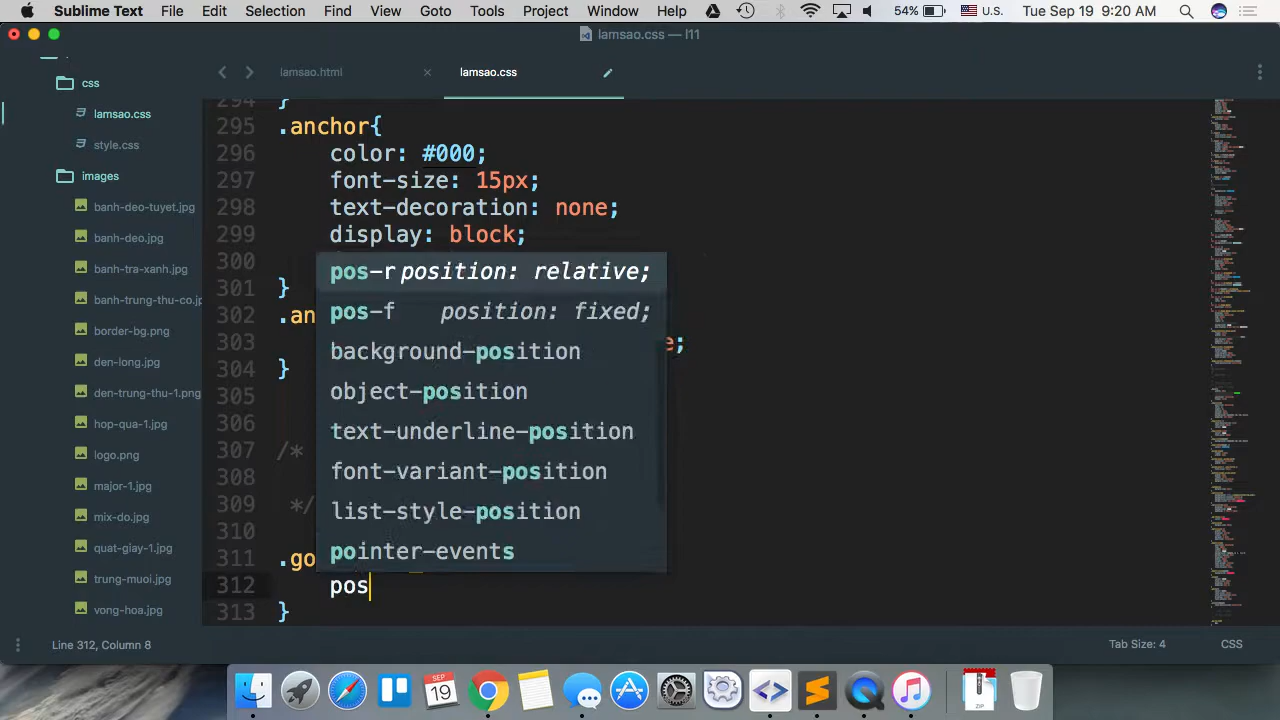 Sublime Text File Edit Selection Find View Goto Tools Project Window Help 54% U.S. Tue Sep 19 9:20 AM
lamsao.css — l11
lamsao.html × lamsao.css
css
lamsao.css
style.css
images
banh-deo-tuyet.jpg
banh-deo.jpg
banh-tra-xanh.jpg
banh-trung-thu-co.jp
border-bg.png
den-long.jpg
den-trung-thu-1.png
hop-qua-1.jpg
logo.png
major-1.jpg
mix-do.jpg
quat-giay-1.jpg
trung-muoi.jpg
vong-hoa.jpg
294 }
295 .anchor{
296 color: #000;
297 font-size: 15px;
298 text-decoration: none;
299 display: block;
300
301 }
302 .an
303 e;
304 }
305
306
307 /*
308
309 */
310
311 .go
312 pos
313 }
pos-r position: relative;
pos-f position: fixed;
background-position
object-position
text-underline-position
font-variant-position
list-style-position
pointer-events
Line 312, Column 8 Tab Size: 4 CSS
SEP
19
ZIP